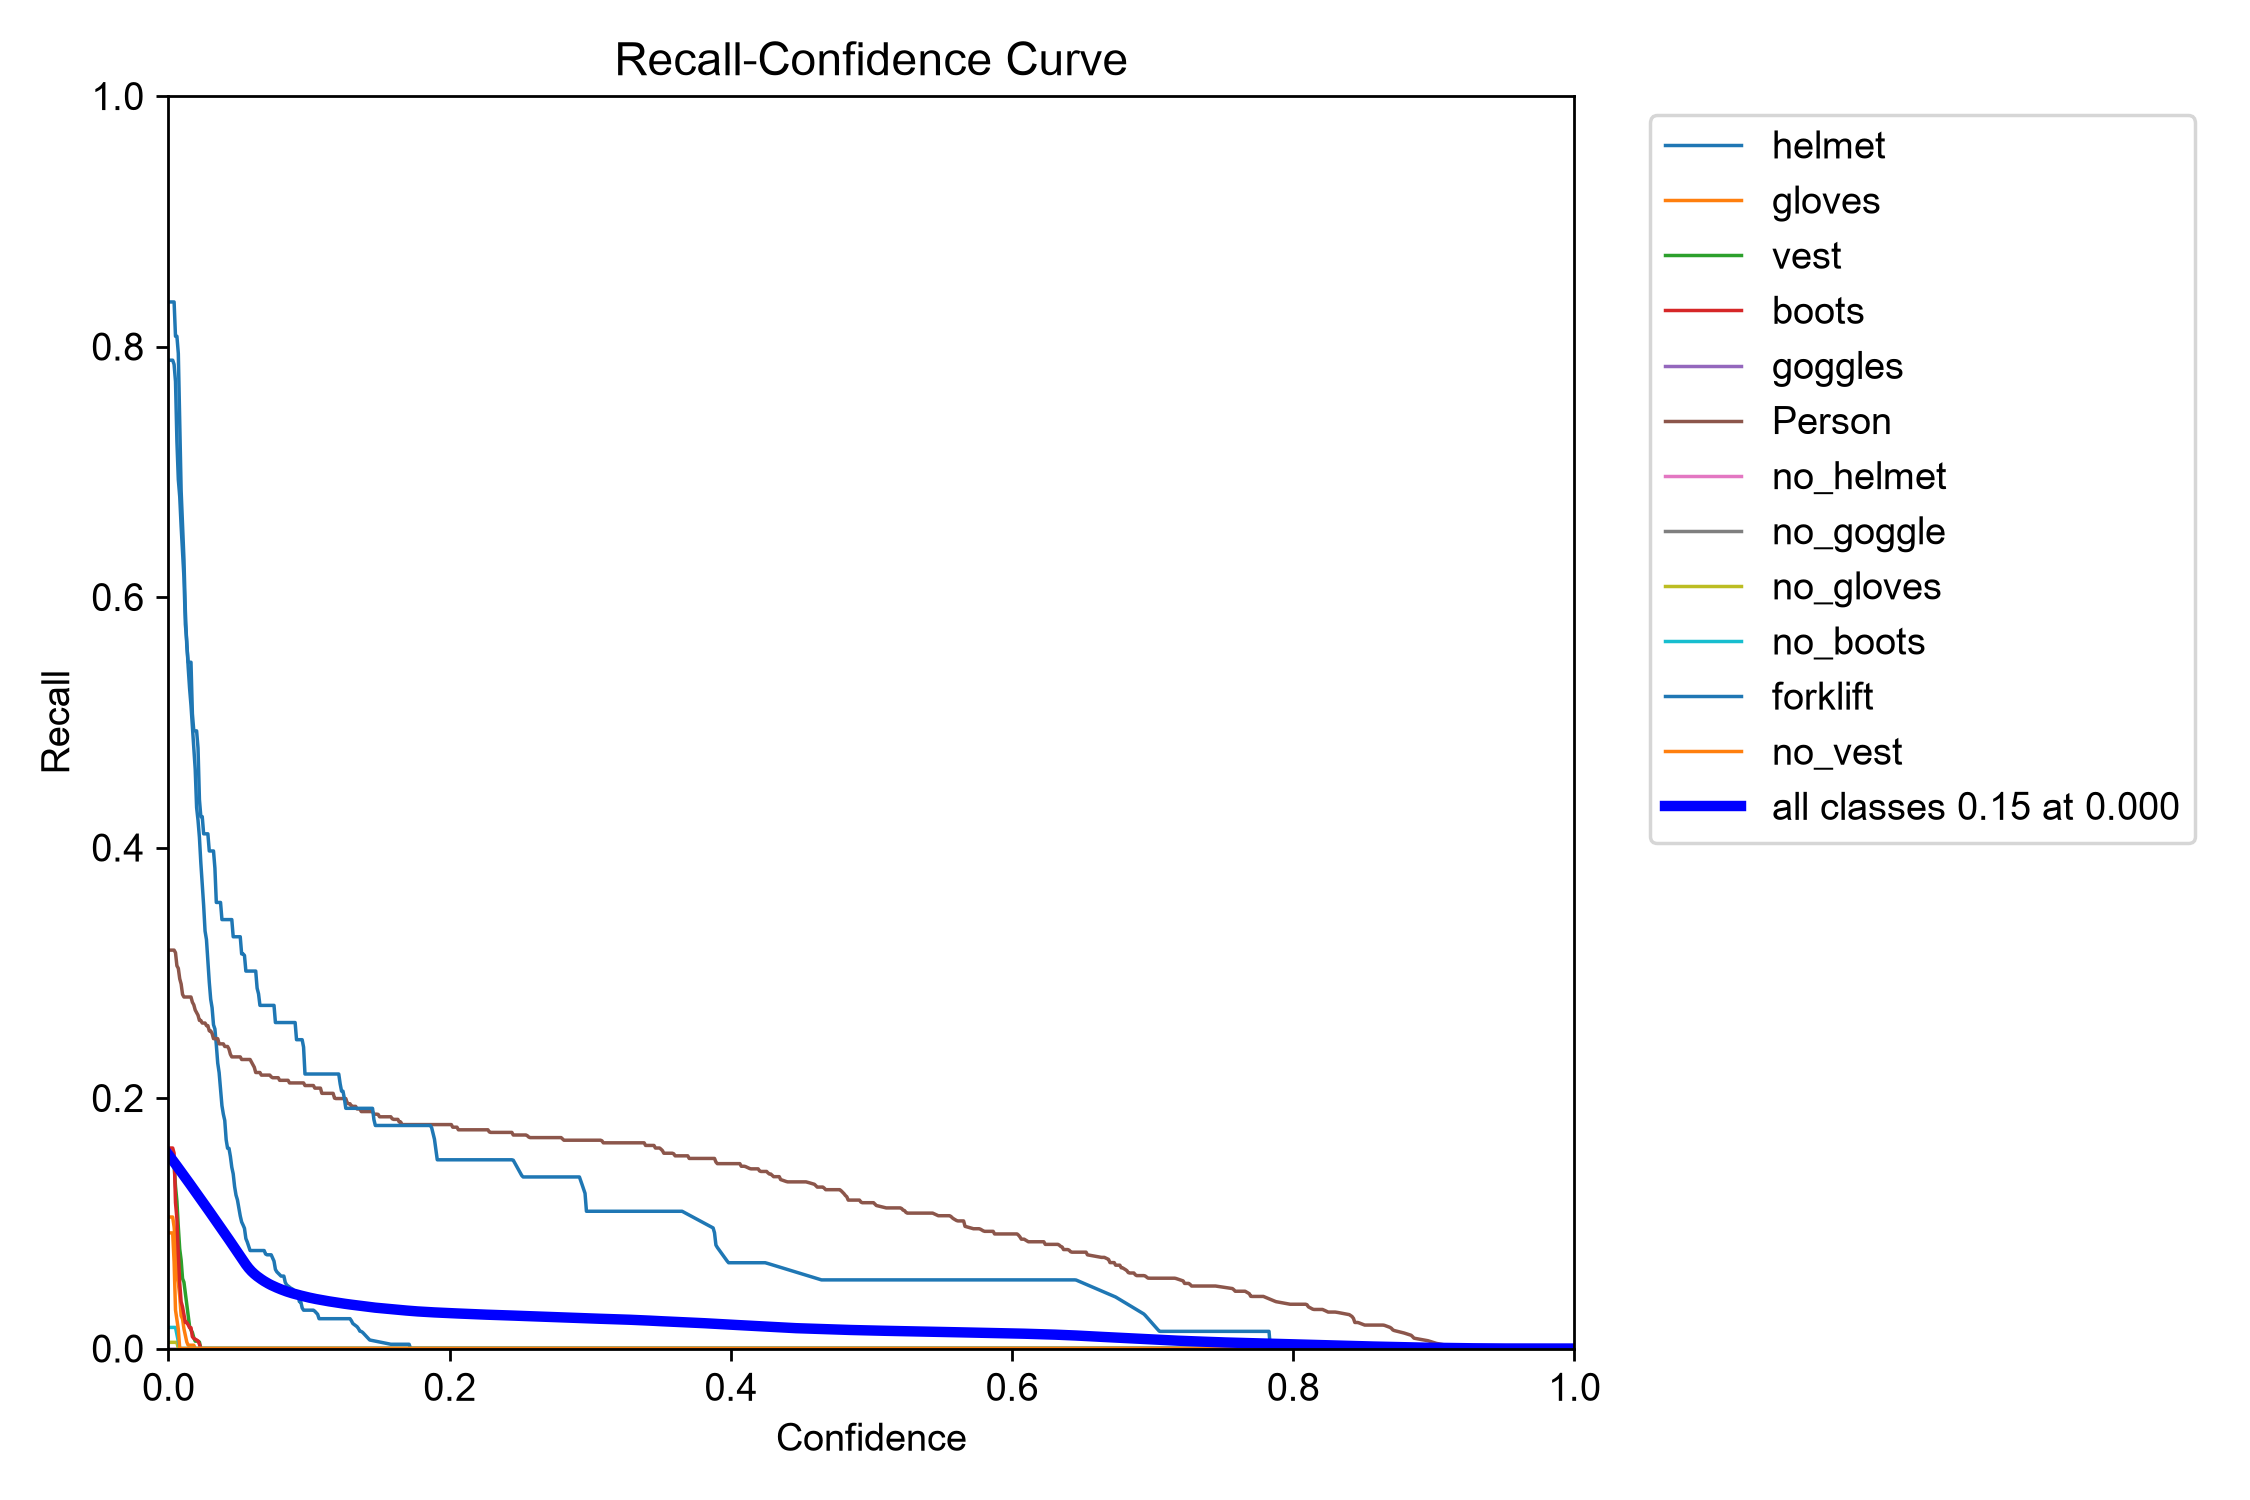 Recall-Confidence Curve
1.0
0.8
0.6
0.4
0.2
0.0
Recall
0.0 0.2 0.4 0.6 0.8 1.0
Confidence
helmet
gloves
vest
boots
goggles
Person
no_helmet
no_goggle
no_gloves
no_boots
forklift
no_vest
all classes 0.15 at 0.000